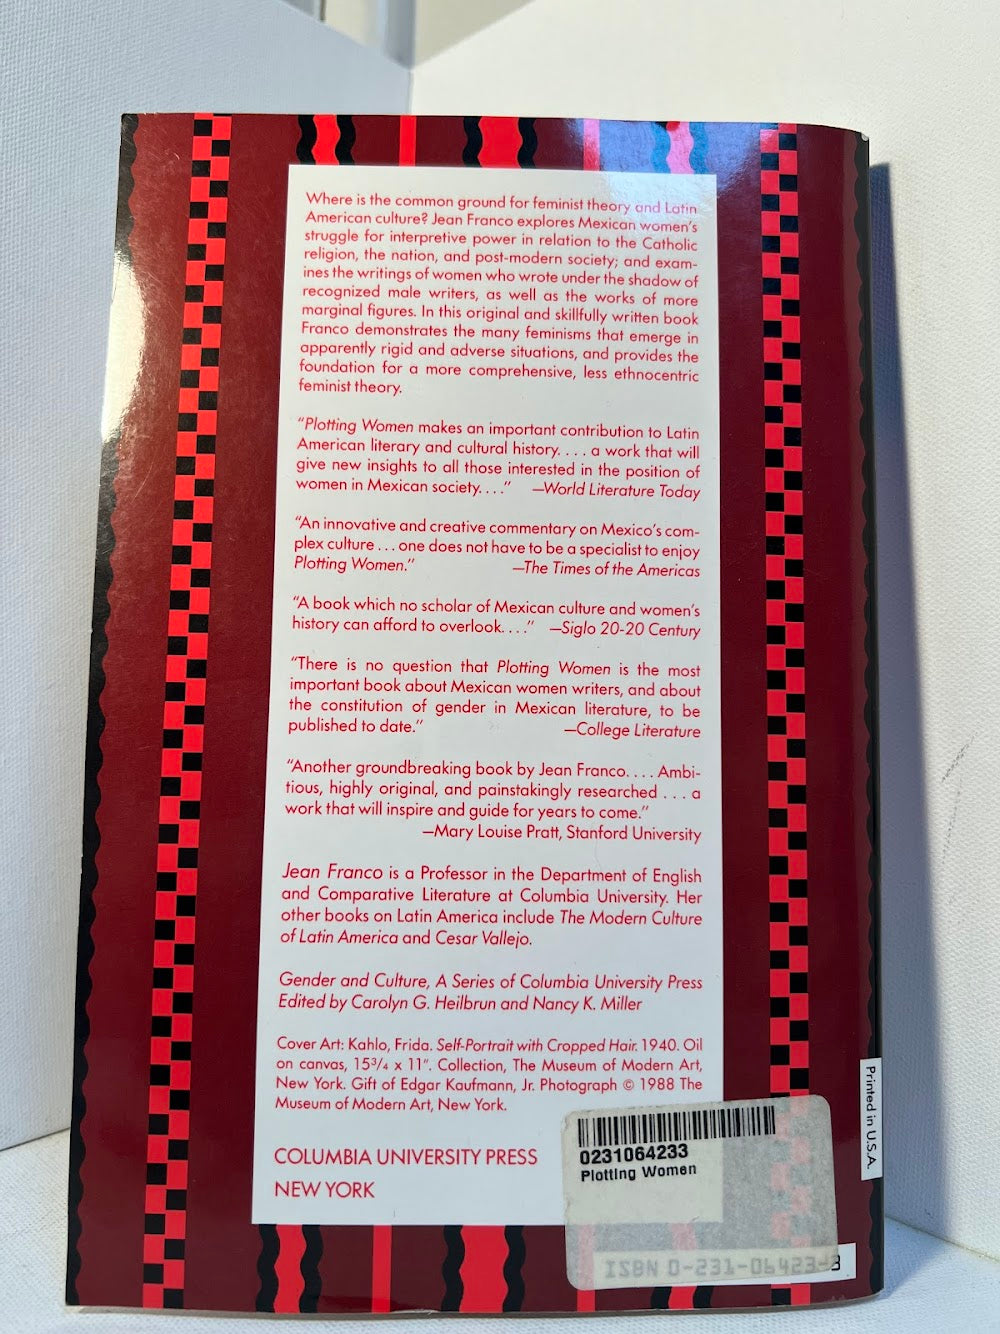 Where is the common ground for feminist theory and Latin
American culture? Jean Franco explores Mexican women's
struggle for interpretive power in relation to the Catholic
religion, the nation, and post-modern society; and exam-
ines the writings of women who wrote under the shadow of
recognized male writers, as well as the works of more
marginal figures. In this original and skillfully written book
Franco demonstrates the many feminisms that emerge in
apparently rigid and adverse situations, and provides the
foundation for a more comprehensive, less ethnocentric
feminist theory.
"Plotting Women makes an important contribution to Latin
American literary and cultural history. . . . a work that will
give new insights to all those interested in the position of
women in Mexican society. . . ." —World Literature Today
"An innovative and creative commentary on Mexico's com-
plex culture . . . one does not have to be a specialist to enjoy
Plotting Women." —The Times of the Americas
"A book which no scholar of Mexican culture and women's
history can afford to overlook. . . ." —Siglo 20-20 Century
"There is no question that Plotting Women is the most
important book about Mexican women writers, and about
the constitution of gender in Mexican literature, to be
published to date." —College Literature
"Another groundbreaking book by Jean Franco. . . . Ambi-
tious, highly original, and painstakingly researched . . . a
work that will inspire and guide for years to come."
—Mary Louise Pratt, Stanford University
Jean Franco is a Professor in the Department of English
and Comparative Literature at Columbia University. Her
other books on Latin America include The Modern Culture
of Latin America and Cesar Vallejo.
Gender and Culture, A Series of Columbia University Press
Edited by Carolyn G. Heilbrun and Nancy K. Miller
Cover Art: Kahlo, Frida. Self-Portrait with Cropped Hair. 1940. Oil
on canvas, 15¾ x 11". Collection, The Museum of Modern Art,
New York. Gift of Edgar Kaufmann, Jr. Photograph © 1988 The
Museum of Modern Art, New York.
COLUMBIA UNIVERSITY PRESS
NEW YORK
0231064233
Plotting Women
ISBN 0-231-06423-3
Printed in U.S.A.